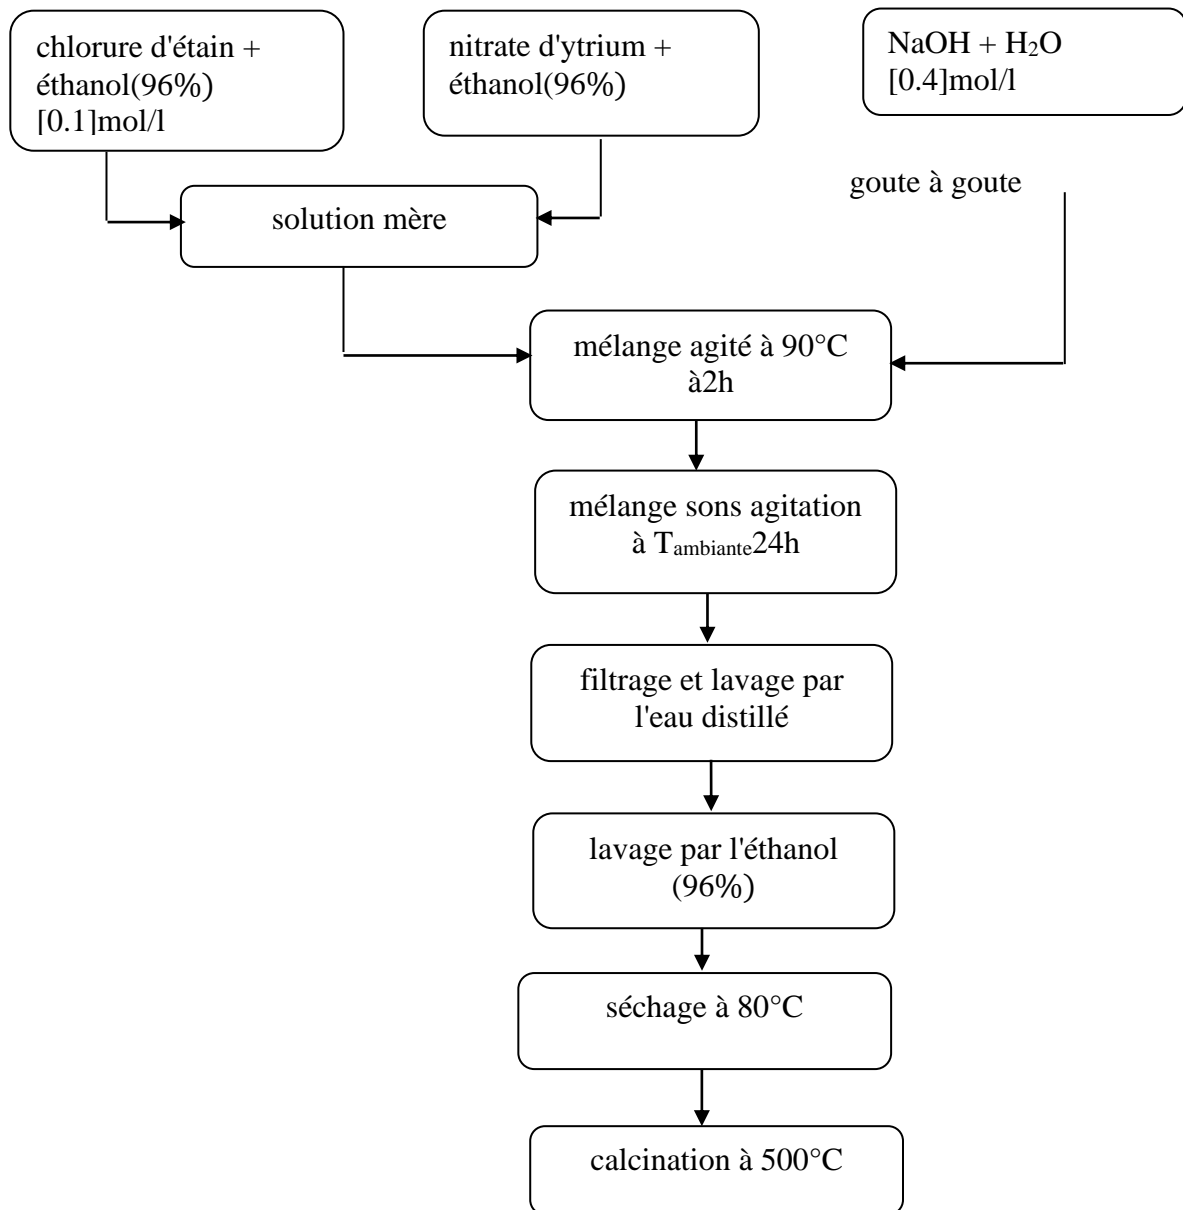 chlorure d'étain +
éthanol(96%)
[0.1]mol/l
nitrate d'ytrium +
éthanol(96%)
NaOH + H₂O
[0.4]mol/l
goute à goute
solution mère
mélange agité à 90°C
à2h
mélange sons agitation
à Tambiante24h
filtrage et lavage par
l'eau distillé
lavage par l'éthanol
(96%)
séchage à 80°C
calcination à 500°C